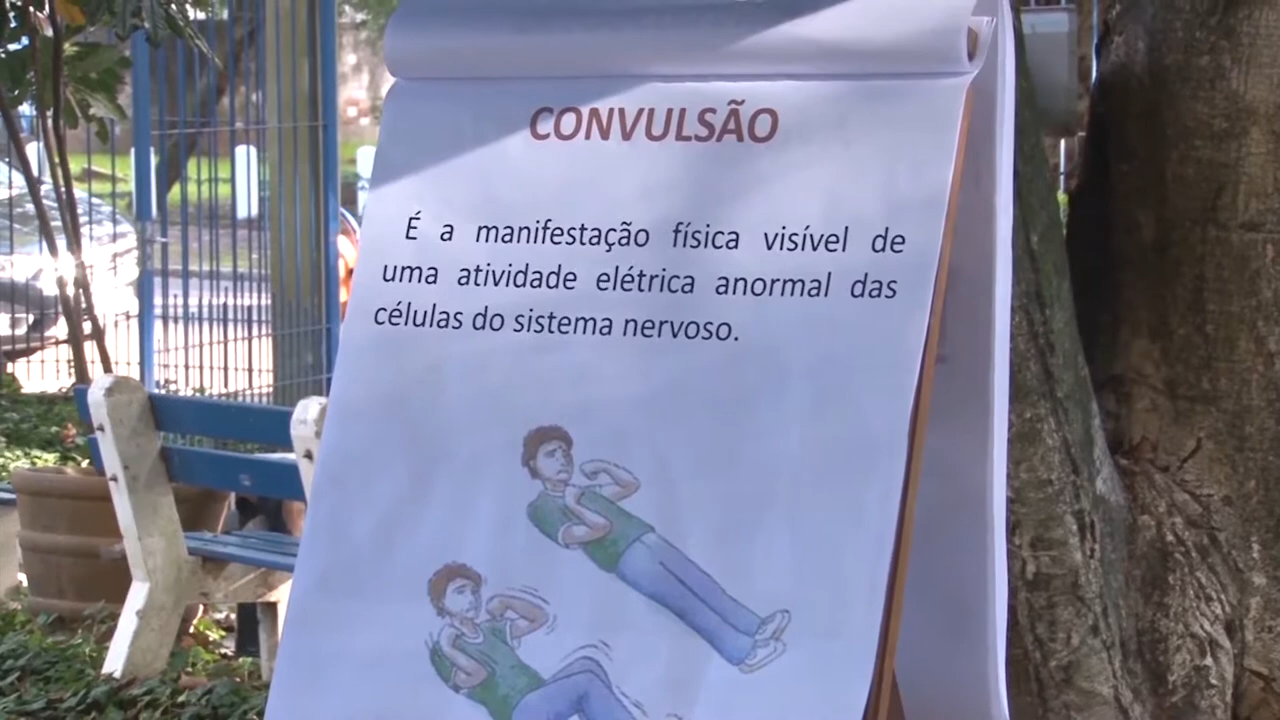 CONVULSÃO
É a manifestação física visível de
uma atividade elétrica anormal das
células do sistema nervoso.